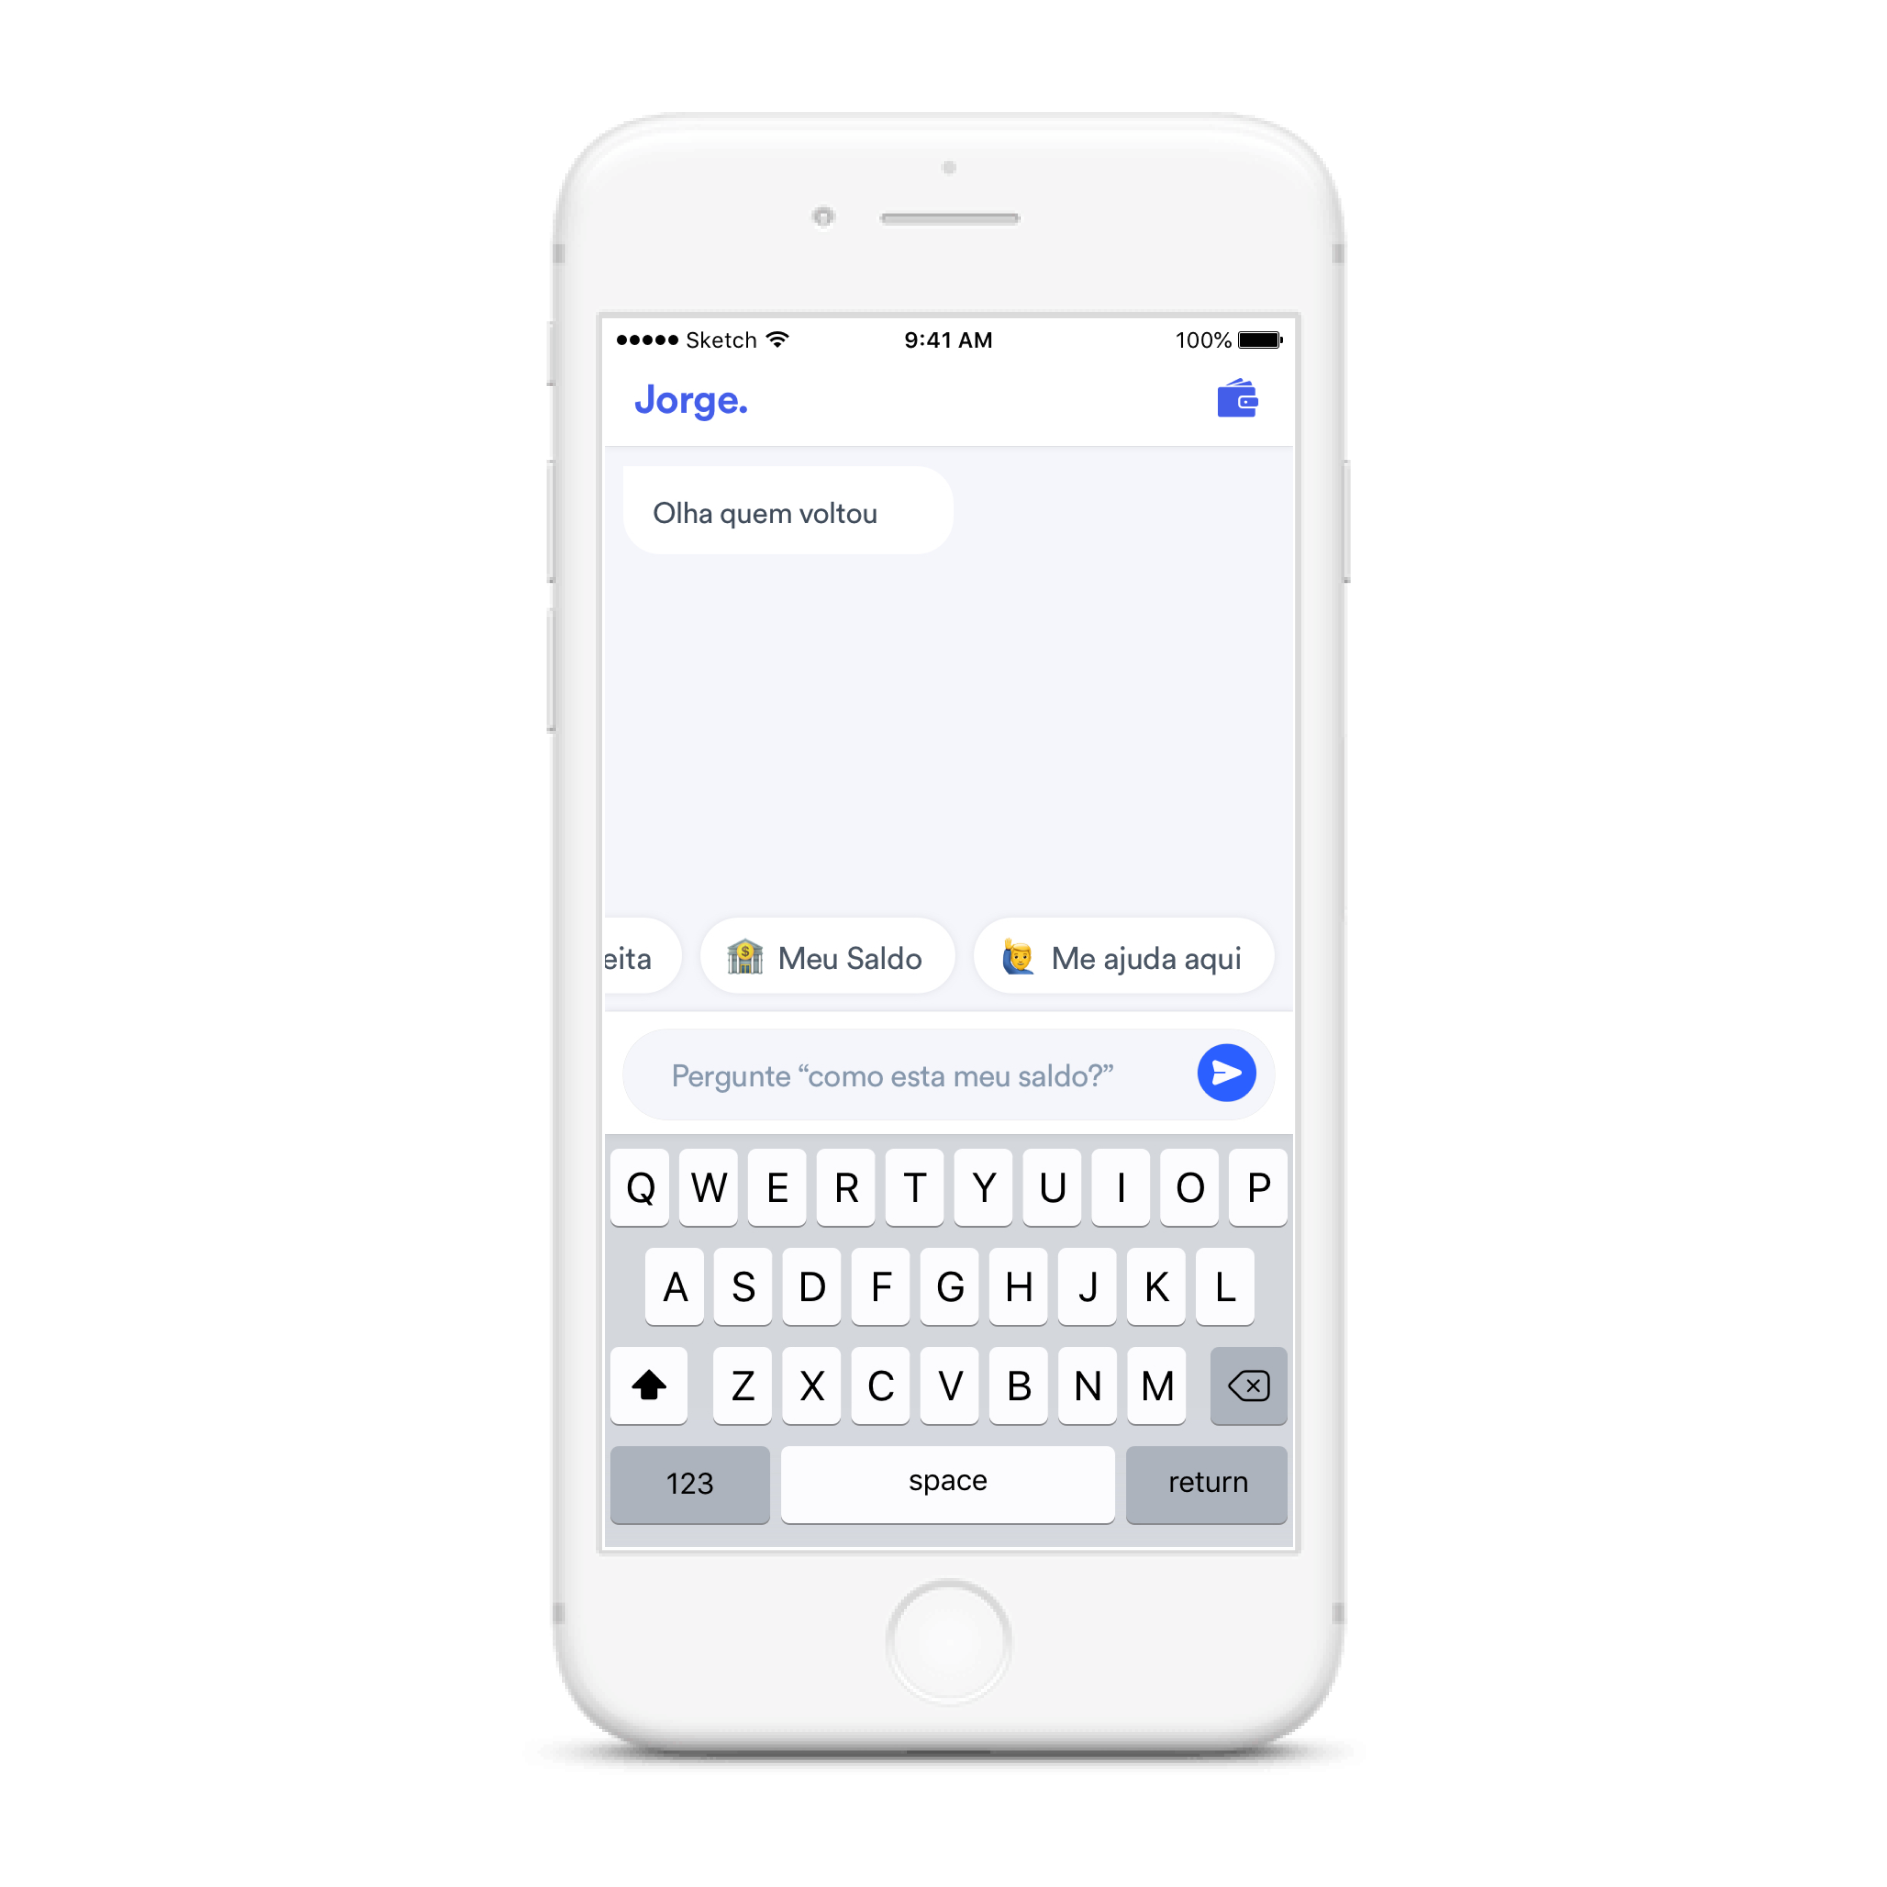 Sketch 9:41 AM 100%
Jorge.
Olha quem voltou
eita Meu Saldo Me ajuda aqui
Pergunte “como esta meu saldo?”
Q W E R T Y U I O P
A S D F G H J K L
Z X C V B N M
123 space return